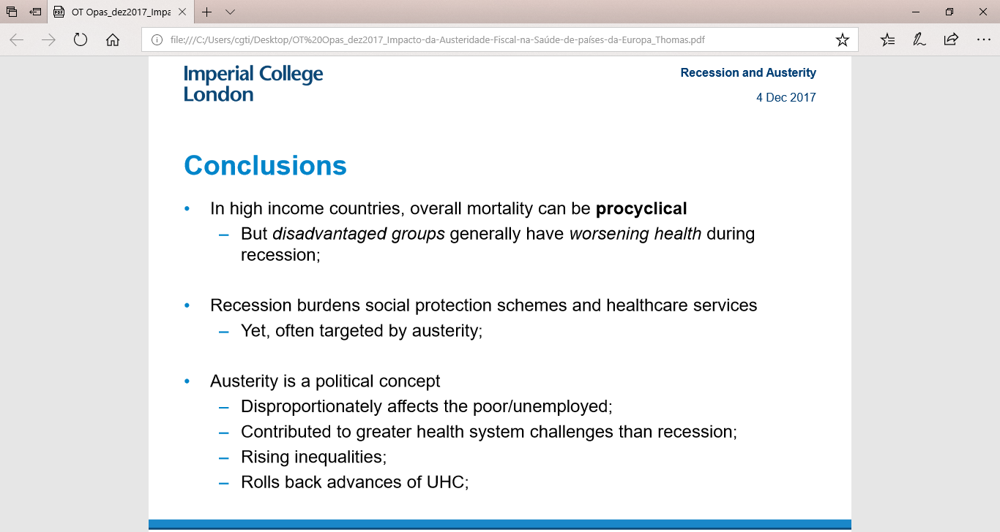 OT Opas_dez2017_Impa
file:///C:/Users/cgti/Desktop/OT%20Opas_dez2017_Impacto-da-Austeridade-Fiscal-na-Saúde-de-países-da-Europa_Thomas.pdf
Imperial College
London
Recession and Austerity
4 Dec 2017
Conclusions
• In high income countries, overall mortality can be procyclical
– But disadvantaged groups generally have worsening health during
recession;
• Recession burdens social protection schemes and healthcare services
– Yet, often targeted by austerity;
• Austerity is a political concept
– Disproportionately affects the poor/unemployed;
– Contributed to greater health system challenges than recession;
– Rising inequalities;
– Rolls back advances of UHC;